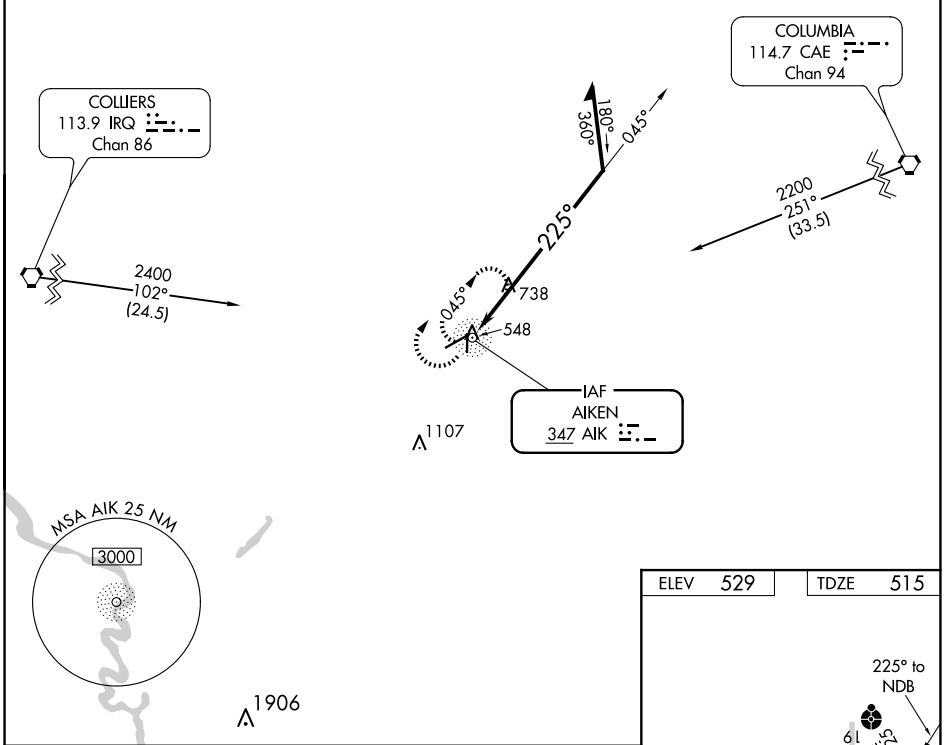 COLLIERS
113.9 IRQ
Chan 86
COLUMBIA
114.7 CAE
Chan 94
180°
360°
045°
2200
251°
(33.5)
225°
2400
102°
(24.5)
045°
738
548
IAF
AIKEN
347 AIK
1107
MSA AIK 25 NM
3000
1906
ELEV 529
TDZE 515
225° to
NDB